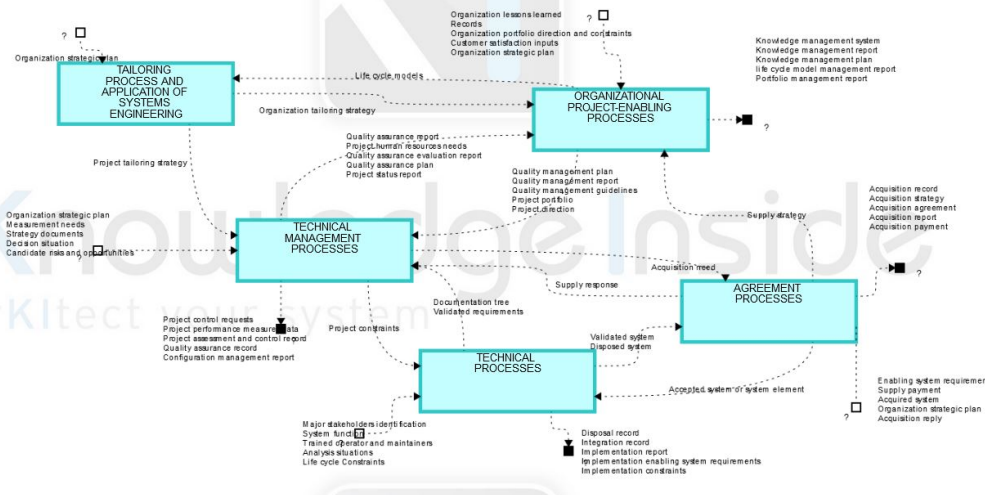 ?
Organization strategic plan
TAILORING
PROCESS AND
APPLICATION OF
SYSTEMS
ENGINEERING
Organization lessons learned
Records
Organization portfolio direction and constraints
Customer satisfaction inputs
Organization strategic plan
?
Knowledge management system
Knowledge management report
Knowledge management plan
life cycle model management report
Portfolio management report
Life cycle models
Organization tailoring strategy
ORGANIZATIONAL
PROJECT-ENABLING
PROCESSES
?
Project tailoring strategy
Quality assurance report
Project human resources needs
Quality assurance evaluation report
Quality assurance plan
Project status report
Quality management plan
Quality management report
Quality management guidelines
Project portfolio
Project direction
Supply strategy
Acquisition record
Acquisition strategy
Acquisition agreement
Acquisition report
Acquisition payment
Organization strategic plan
Measurement needs
Strategy documents
Decision situation
Candidate risks and opportunities
?
TECHNICAL
MANAGEMENT
PROCESSES
Acquisition need
Supply response
AGREEMENT
PROCESSES
?
Project control requests
Project performance measure data
Project assessment and control record
Quality assurance record
Configuration management report
Project constraints
Documentation tree
Validated requirements
Validated system
Disposed system
TECHNICAL
PROCESSES
Accepted system or system element
Enabling system requiremen
Supply payment
Acquired system
Organization strategic plan
Acquisition reply
?
Major stakeholders identification
System function
Trained operator and maintainers
Analysis situations
Life cycle Constraints
?
Disposal record
Integration record
Implementation report
Implementation enabling system requirements
Implementation constraints
?
Knowledge Inside
KItect your system